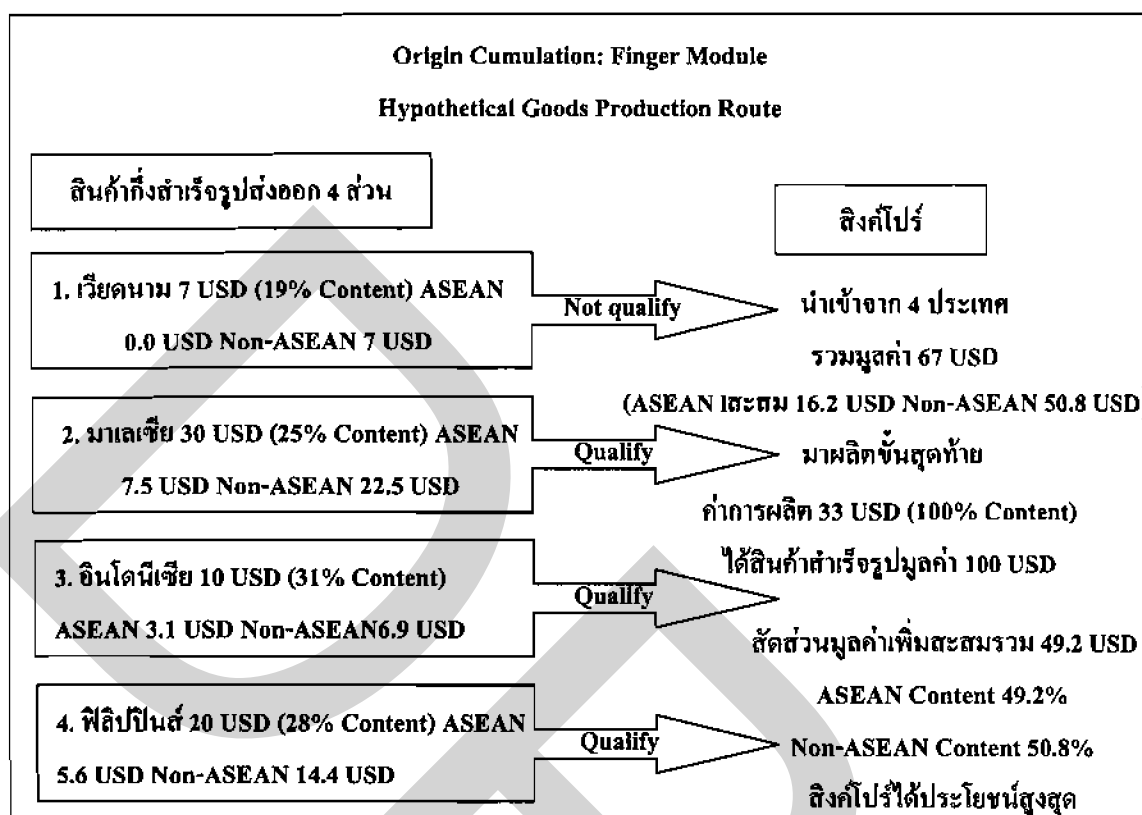 Origin Cumulation: Finger Module
Hypothetical Goods Production Route
สินค้ากึ่งสำเร็จรูปส่งออก 4 ส่วน
สิงค์โปร์
1. เวียดนาม 7 USD (19% Content) ASEAN
0.0 USD Non-ASEAN 7 USD
Not qualify
2. มาเลเซีย 30 USD (25% Content) ASEAN
7.5 USD Non-ASEAN 22.5 USD
Qualify
3. อินโดนีเซีย 10 USD (31% Content)
ASEAN 3.1 USD Non-ASEAN6.9 USD
Qualify
4. ฟิลิปปินส์ 20 USD (28% Content) ASEAN
5.6 USD Non-ASEAN 14.4 USD
Qualify
นำเข้าจาก 4 ประเทศ
รวมมูลค่า 67 USD
(ASEAN เสะสม 16.2 USD Non-ASEAN 50.8 USD
มาผลิตขั้นสุดท้าย
ค่าการผลิต 33 USD (100% Content)
ได้สินค้าสำเร็จรูปมูลค่า 100 USD
สัดส่วนมูลค่าเพิ่มสะสมรวม 49.2 USD
ASEAN Content 49.2%
Non-ASEAN Content 50.8%
สิงค์โปร์ได้ประโยชน์สูงสุด